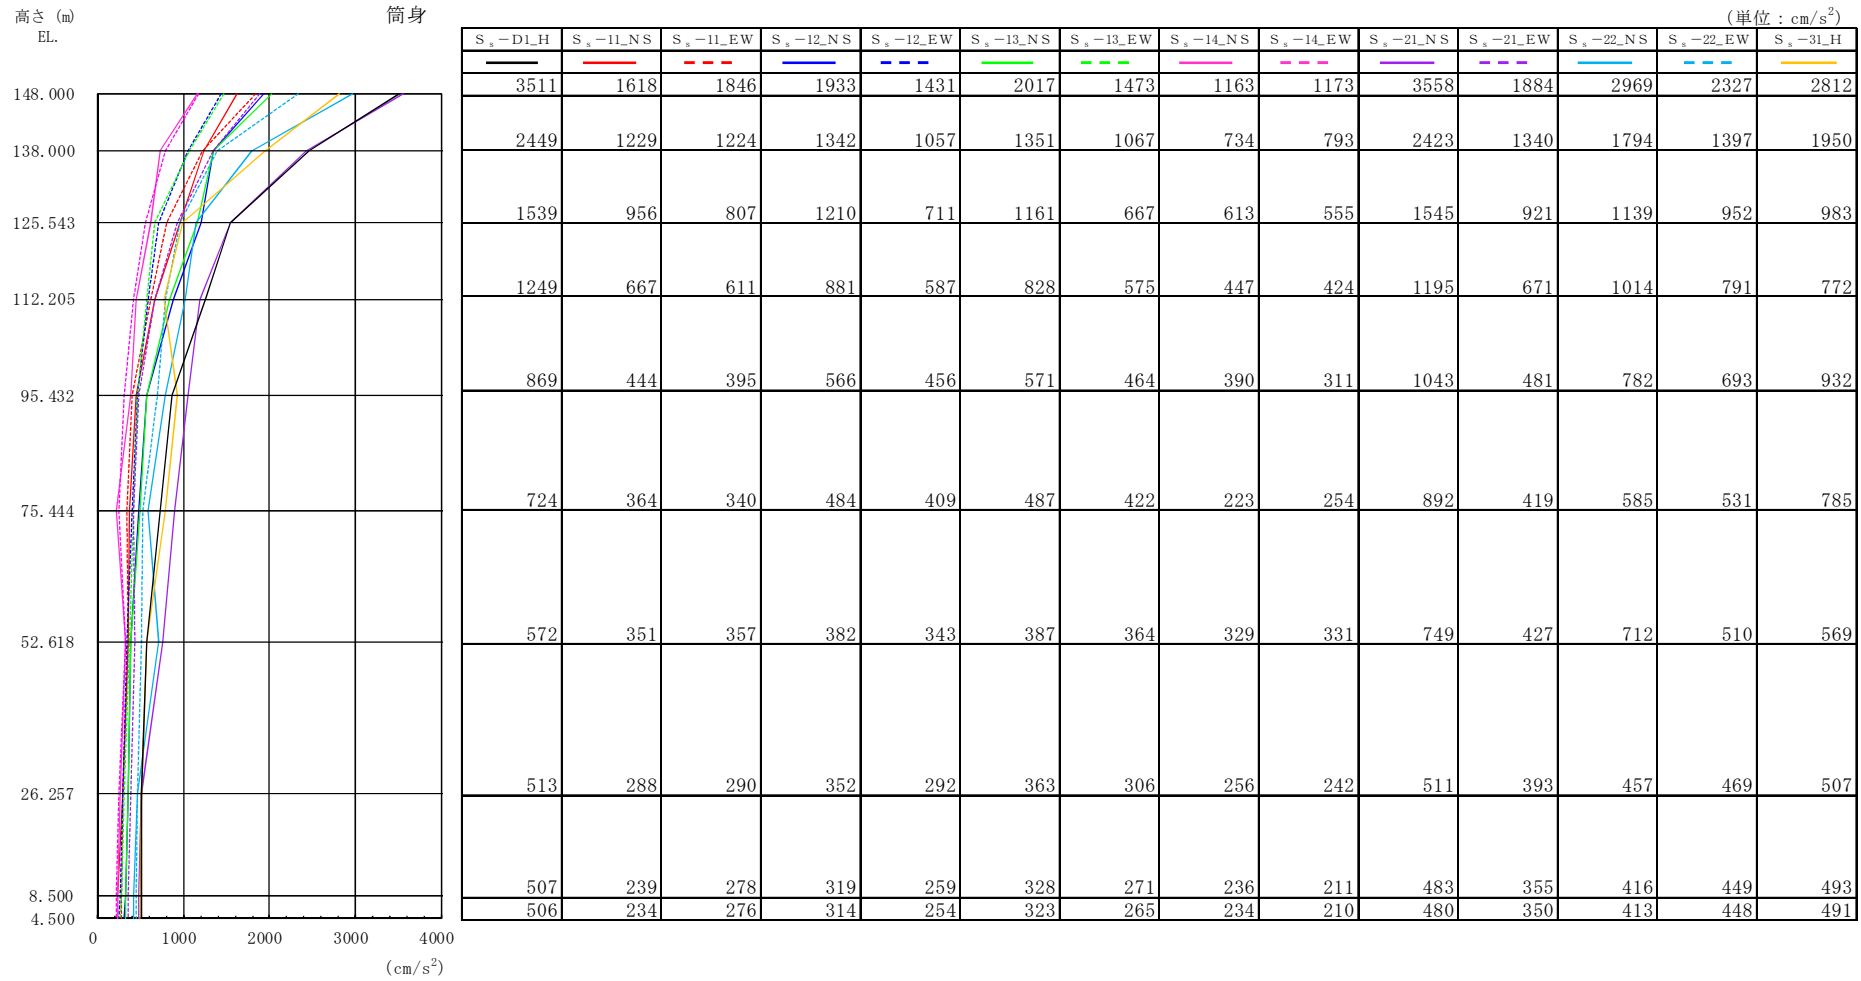 高さ (m)
EL.
筒身
(単位：cm/s²)
Sₛ－D1_H Sₛ－11_NS Sₛ－11_EW Sₛ－12_NS Sₛ－12_EW Sₛ－13_NS Sₛ－13_EW Sₛ－14_NS Sₛ－14_EW Sₛ－21_NS Sₛ－21_EW Sₛ－22_NS Sₛ－22_EW Sₛ－31_H
148.000 3511 1618 1846 1933 1431 2017 1473 1163 1173 3558 1884 2969 2327 2812
138.000 2449 1229 1224 1342 1057 1351 1067 734 793 2423 1340 1794 1397 1950
125.543 1539 956 807 1210 711 1161 667 613 555 1545 921 1139 952 983
112.205 1249 667 611 881 587 828 575 447 424 1195 671 1014 791 772
95.432 869 444 395 566 456 571 464 390 311 1043 481 782 693 932
75.444 724 364 340 484 409 487 422 223 254 892 419 585 531 785
52.618 572 351 357 382 343 387 364 329 331 749 427 712 510 569
26.257 513 288 290 352 292 363 306 256 242 511 393 457 469 507
8.500 507 239 278 319 259 328 271 236 211 483 355 416 449 493
4.500 506 234 276 314 254 323 265 234 210 480 350 413 448 491
0 1000 2000 3000 4000
(cm/s²)